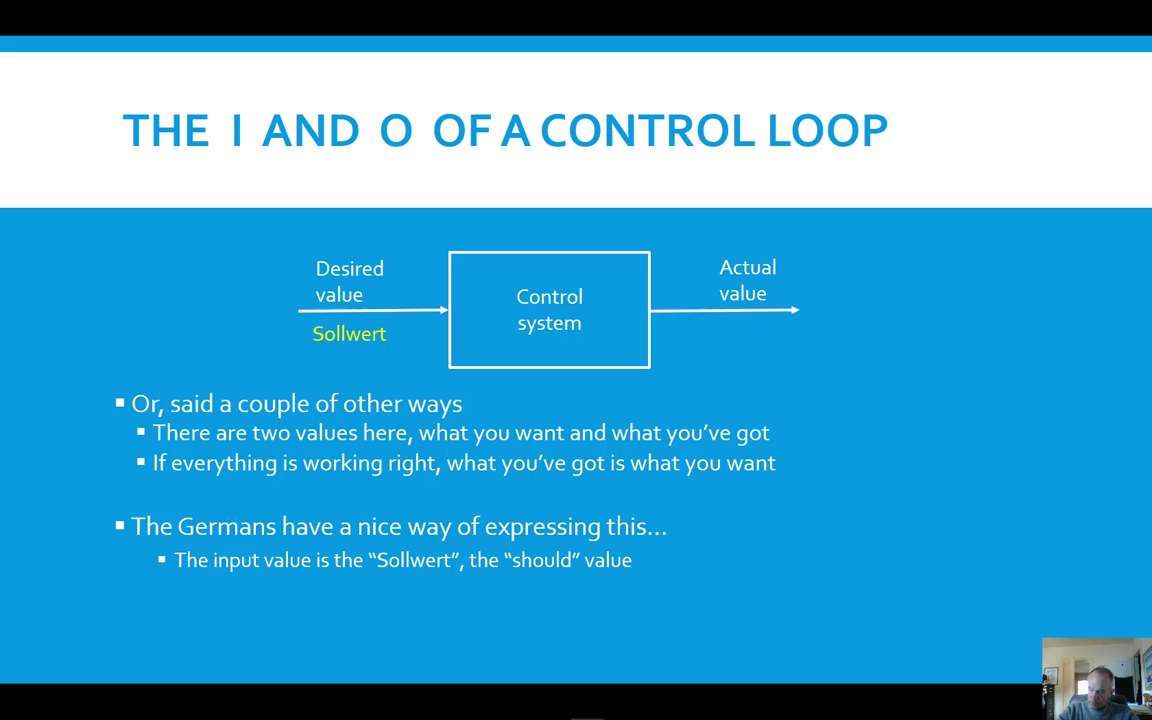 THE I AND O OF A CONTROL LOOP
Desired
value
Sollwert
Control
system
Actual
value
▪ Or, said a couple of other ways
▪ There are two values here, what you want and what you’ve got
▪ If everything is working right, what you’ve got is what you want
▪ The Germans have a nice way of expressing this…
▪ The input value is the “Sollwert”, the “should” value